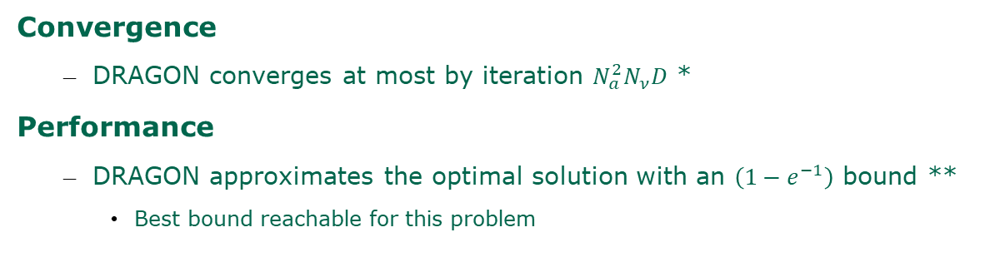 Convergence
– DRAGON converges at most by iteration $N_a^2 N_\nu D$ *
Performance
– DRAGON approximates the optimal solution with an $(1 - e^{-1})$ bound **
• Best bound reachable for this problem